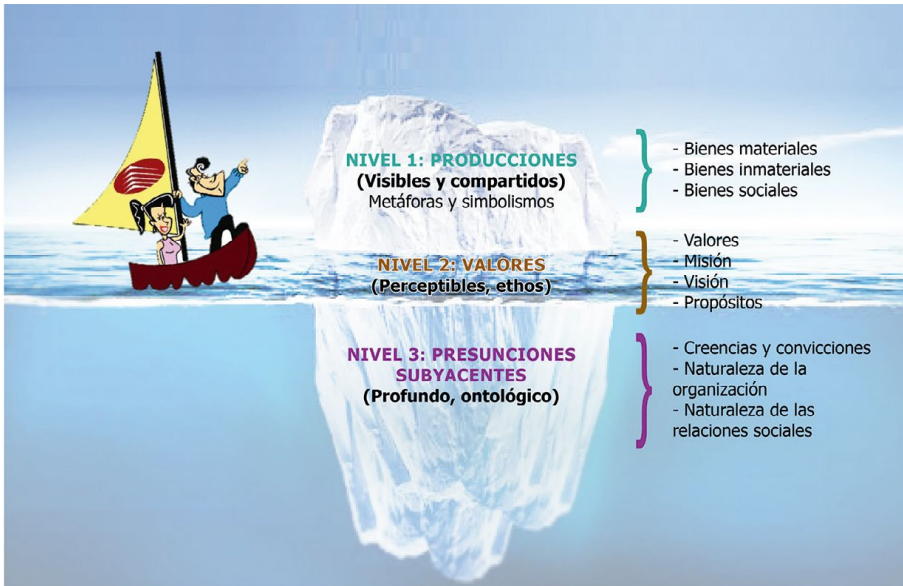 NIVEL 1: PRODUCCIONES
(Visibles y compartidos)
Metáforas y simbolismos
- Bienes materiales
- Bienes inmateriales
- Bienes sociales
NIVEL 2: VALORES
(Perceptibles, ethos)
- Valores
- Misión
- Visión
- Propósitos
NIVEL 3: PRESUNCIONES
SUBYACENTES
(Profundo, ontológico)
- Creencias y convicciones
- Naturaleza de la
organización
- Naturaleza de las
relaciones sociales